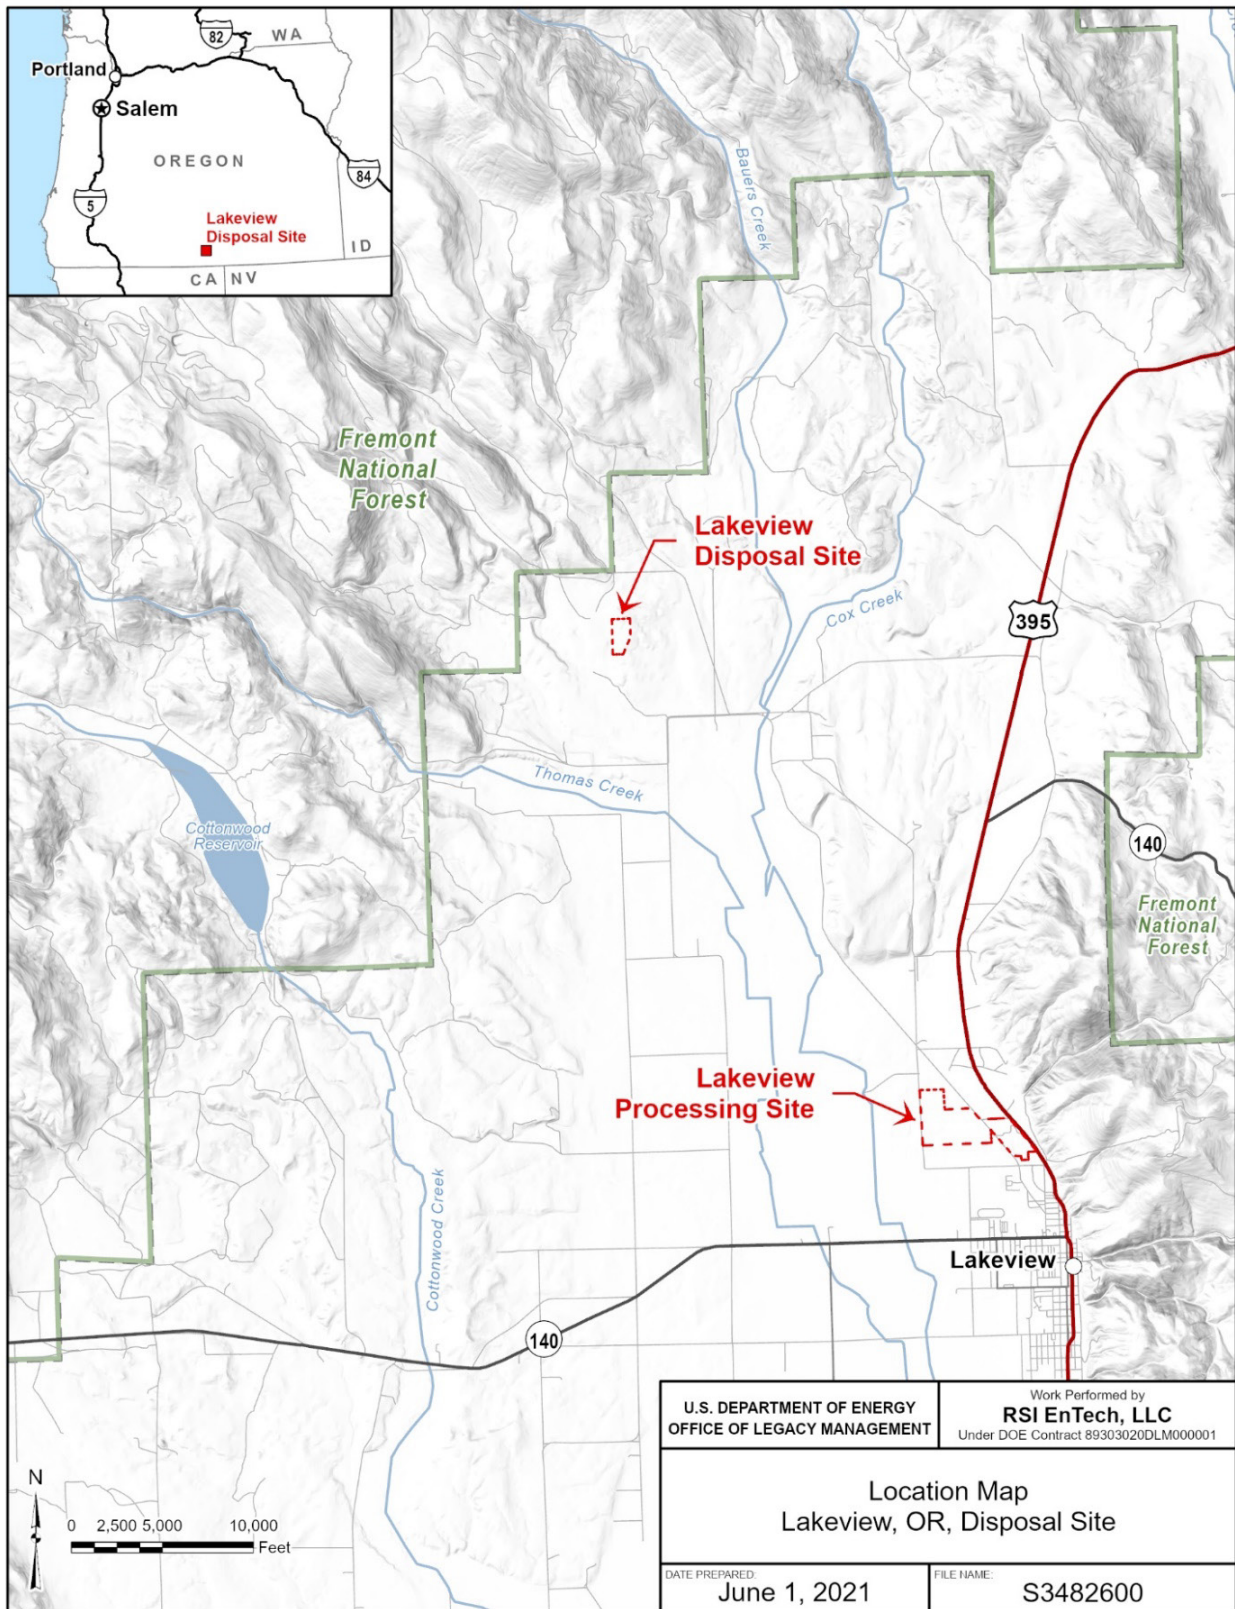 82
WA
Portland
Salem
OREGON
84
5
Lakeview
Disposal Site
ID
CA
NV
Bauers Creek
Fremont
National
Forest
Lakeview
Disposal Site
Cox Creek
395
Thomas Creek
Cottonwood
Reservoir
140
Fremont
National
Forest
Lakeview
Processing Site
Cottonwood Creek
Lakeview
140
N
0 2,500 5,000 10,000
Feet
U.S. DEPARTMENT OF ENERGY
OFFICE OF LEGACY MANAGEMENT
Work Performed by
RSI EnTech, LLC
Under DOE Contract 89303020DLM000001
Location Map
Lakeview, OR, Disposal Site
DATE PREPARED:
June 1, 2021
FILE NAME:
S3482600